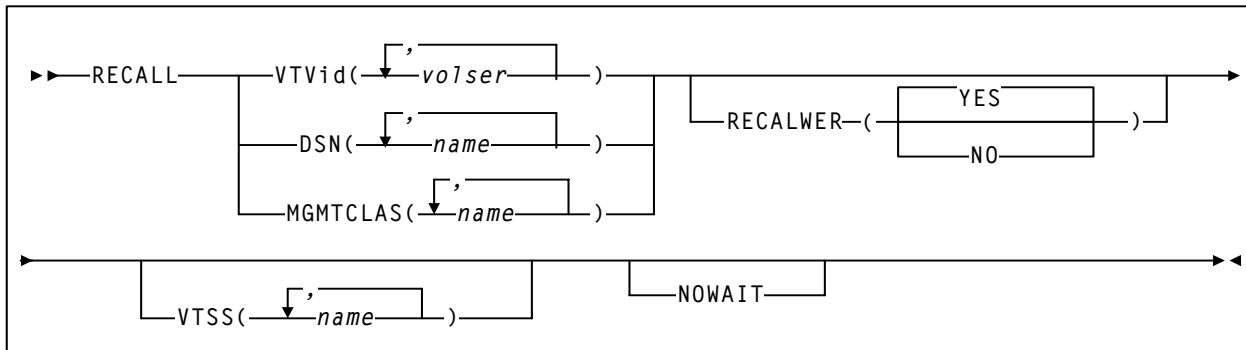 , ,
RECALL VTVid( volser ) YES
RECALWER ( )
, NO
DSN( name )
,
MGMTCLAS( name )
, NOWAIT
VTSS( name )